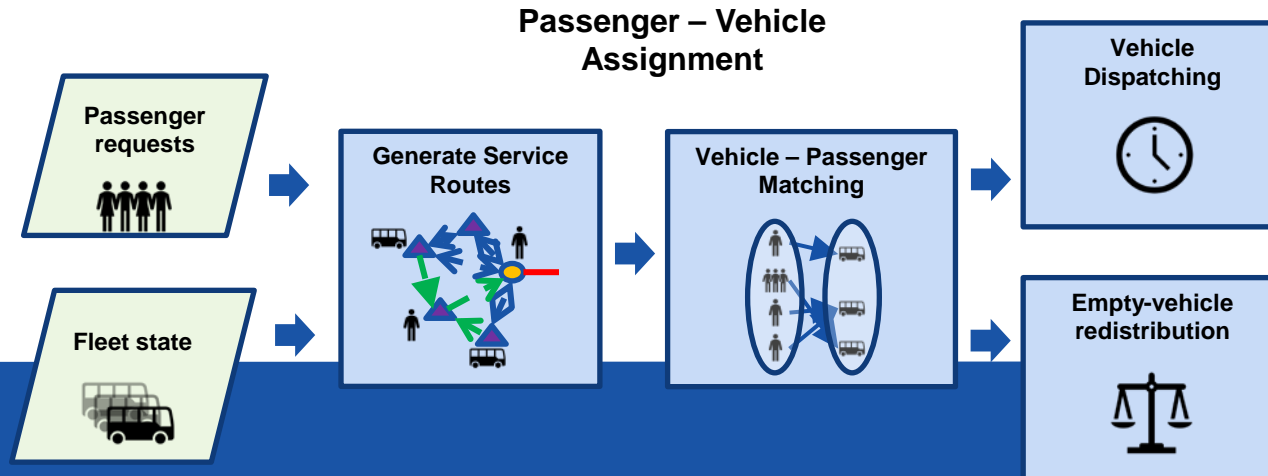 Passenger – Vehicle
Assignment
Passenger
requests
Fleet state
Generate Service
Routes
Vehicle – Passenger
Matching
Vehicle
Dispatching
Empty-vehicle
redistribution